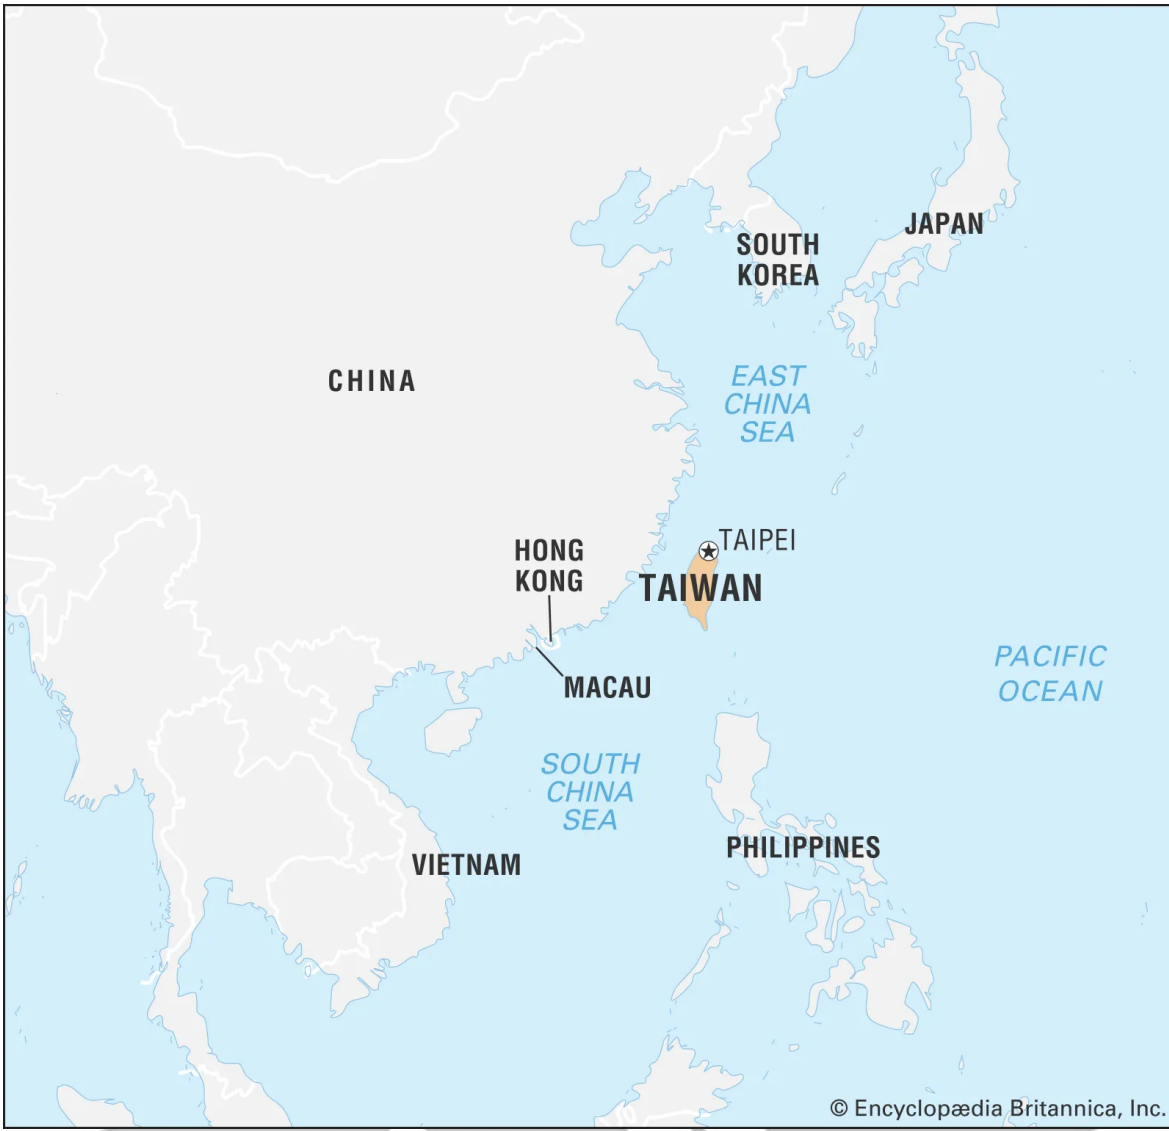 JAPAN
SOUTH
KOREA
CHINA
EAST
CHINA
SEA
TAIPEI
HONG
KONG
TAIWAN
PACIFIC
OCEAN
MACAU
SOUTH
CHINA
SEA
PHILIPPINES
VIETNAM
© Encyclopædia Britannica, Inc.